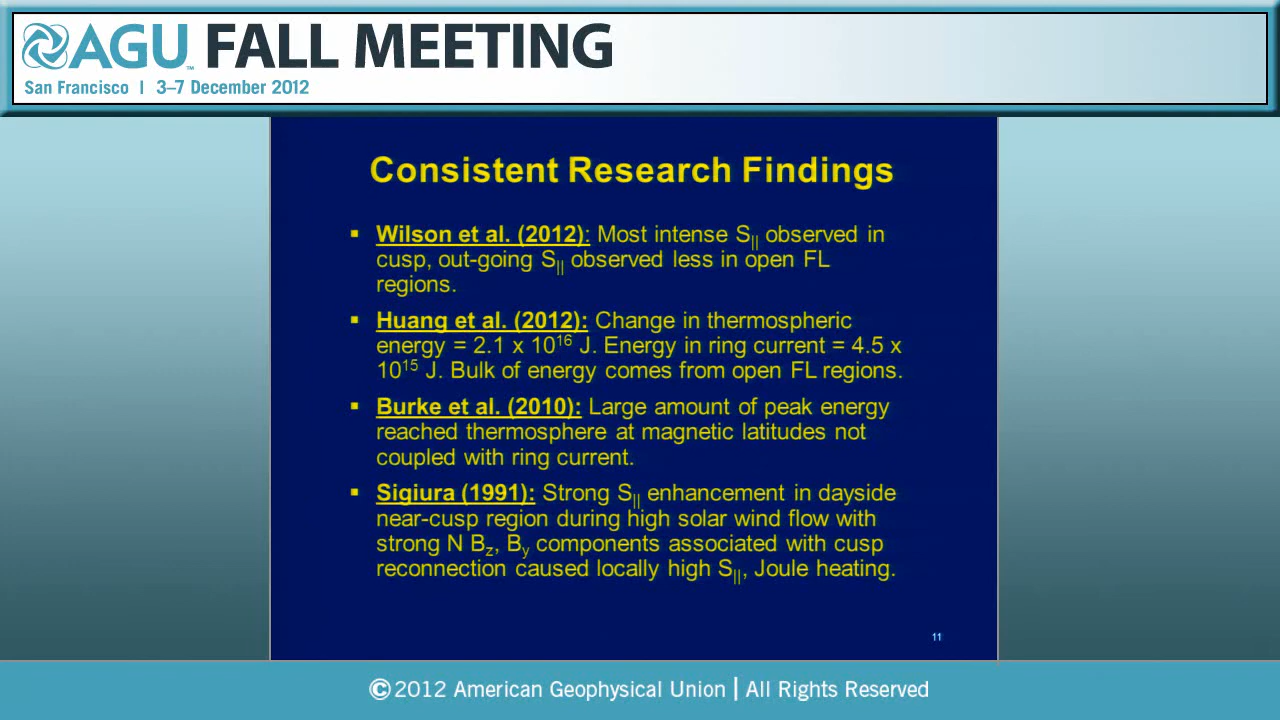 AGU™ FALL MEETING
San Francisco | 3–7 December 2012
Consistent Research Findings
▪ Wilson et al. (2012): Most intense S|| observed in
cusp, out-going S|| observed less in open FL
regions.
▪ Huang et al. (2012): Change in thermospheric
energy = 2.1 x 10¹⁶ J. Energy in ring current = 4.5 x
10¹⁵ J. Bulk of energy comes from open FL regions.
▪ Burke et al. (2010): Large amount of peak energy
reached thermosphere at magnetic latitudes not
coupled with ring current.
▪ Sigiura (1991): Strong S|| enhancement in dayside
near-cusp region during high solar wind flow with
strong N Bz, By components associated with cusp
reconnection caused locally high S||, Joule heating.
11
©2012 American Geophysical Union | All Rights Reserved